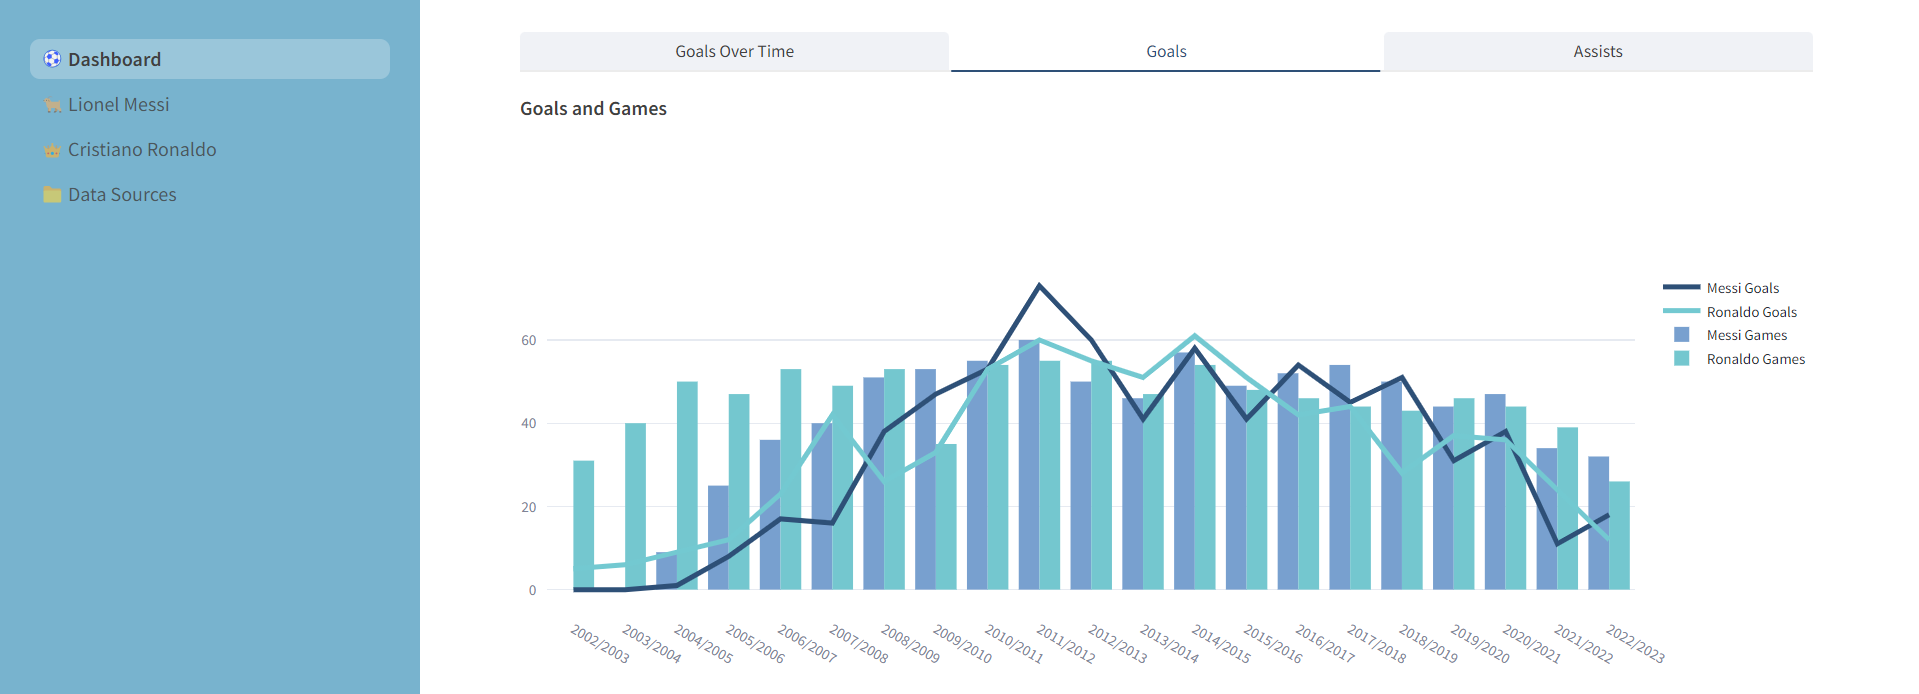 Dashboard
Lionel Messi
Cristiano Ronaldo
Data Sources
Goals Over Time
Goals
Assists
Goals and Games
Messi Goals
Ronaldo Goals
Messi Games
Ronaldo Games
60
40
20
0
2002/2003
2003/2004
2004/2005
2005/2006
2006/2007
2007/2008
2008/2009
2009/2010
2010/2011
2011/2012
2012/2013
2013/2014
2014/2015
2015/2016
2016/2017
2017/2018
2018/2019
2019/2020
2020/2021
2021/2022
2022/2023